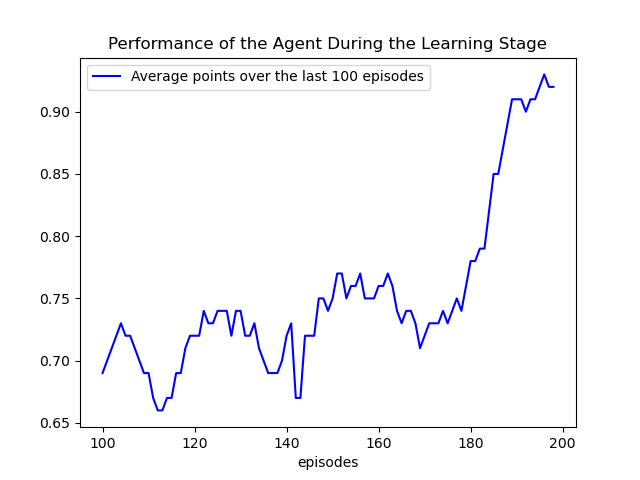 Performance of the Agent During the Learning Stage
Average points over the last 100 episodes
0.90
0.85
0.80
0.75
0.70
0.65
100 120 140 160 180 200
episodes